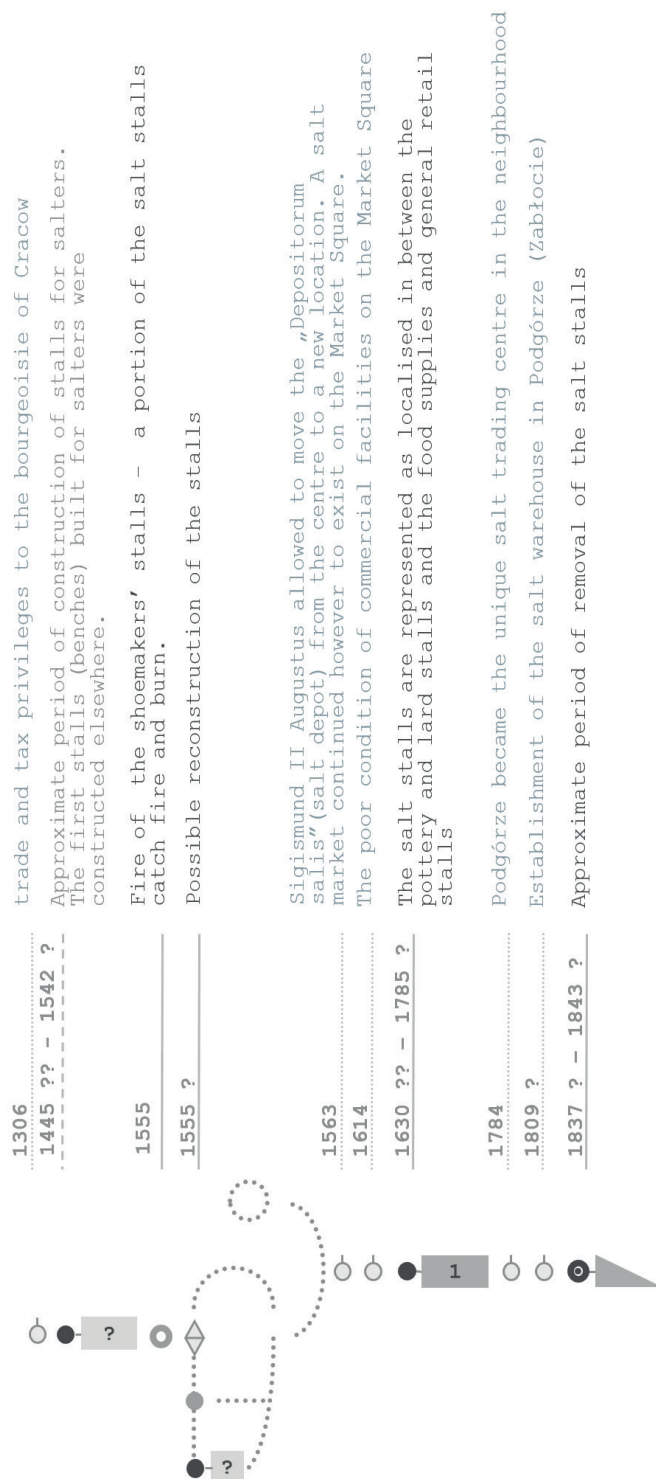 1306
trade and tax privileges to the bourgeoisie of Cracow
1445 ?? – 1542 ?
Approximate period of construction of stalls for salters.
The first stalls (benches) built for salters were
constructed elsewhere.
1555
Fire of the shoemakers’ stalls – a portion of the salt stalls
catch fire and burn.
1555 ?
Possible reconstruction of the stalls
1563
Sigismund II Augustus allowed to move the „Depositorum
salis”(salt depot) from the centre to a new location. A salt
market continued however to exist on the Market Square.
1614
The poor condition of commercial facilities on the Market Square
1630 ?? – 1785 ?
The salt stalls are represented as localised in between the
pottery and lard stalls and the food supplies and general retail
stalls
1784
Podgórze became the unique salt trading centre in the neighbourhood
1809 ?
Establishment of the salt warehouse in Podgórze (Zabłocie)
1837 ? – 1843 ?
Approximate period of removal of the salt stalls
?
?
1